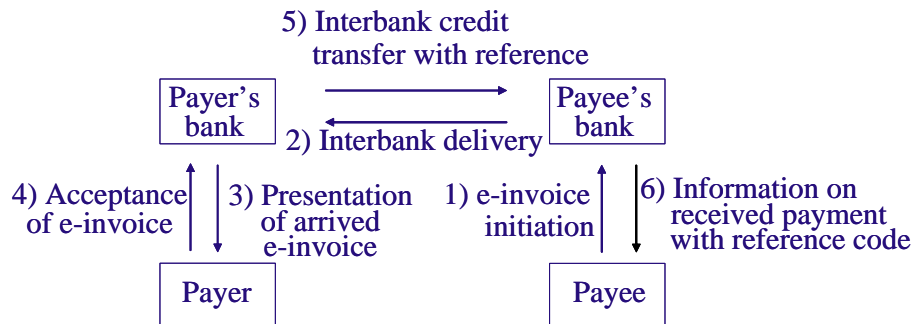 5) Interbank credit
transfer with reference
Payer’s
bank
Payee’s
bank
2) Interbank delivery
4) Acceptance
of e-invoice
3) Presentation
of arrived
e-invoice
1) e-invoice
initiation
6) Information on
received payment
with reference code
Payer
Payee